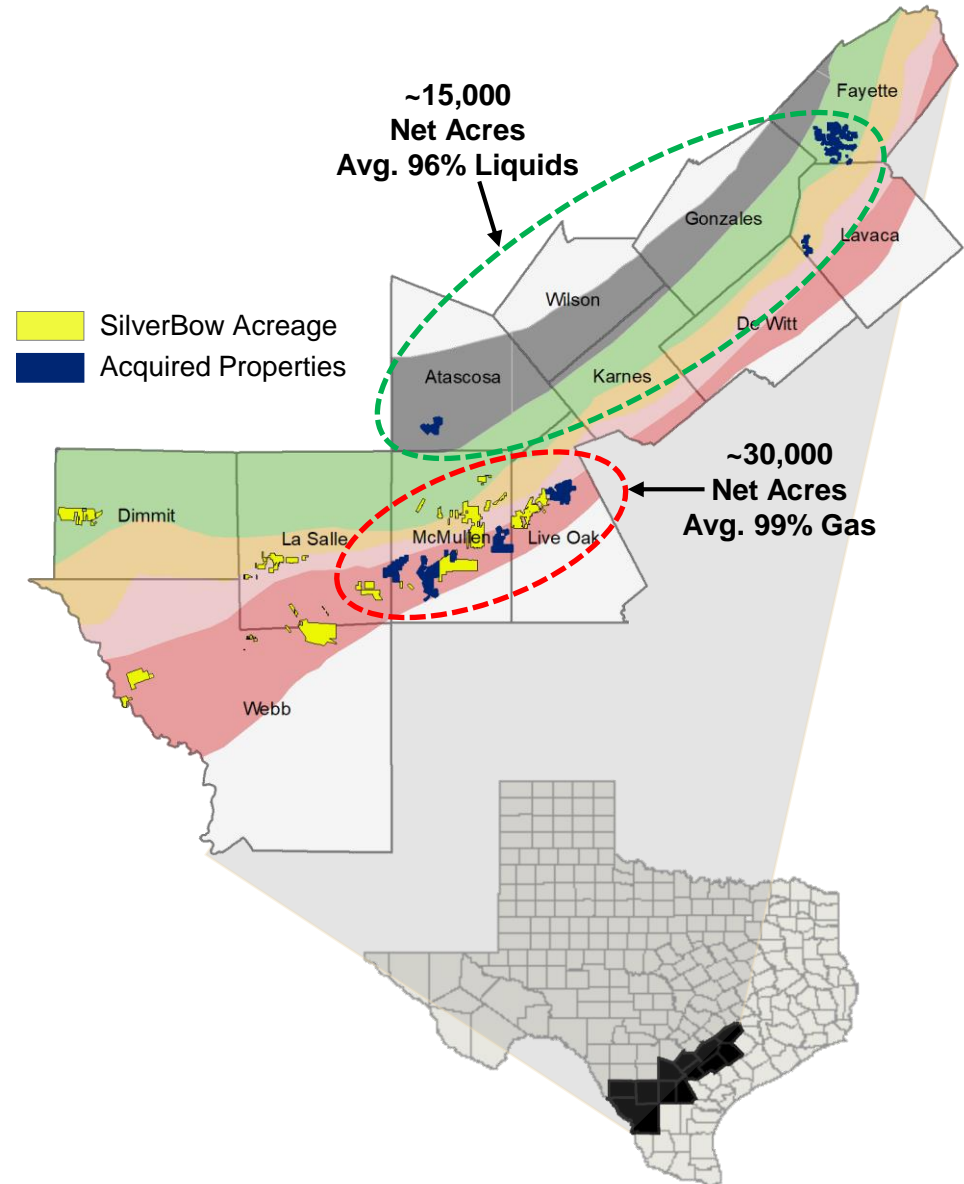 ~15,000
Net Acres
Avg. 96% Liquids
Fayette
Gonzales
Lavaca
Wilson
SilverBow Acreage
De Witt
Acquired Properties
Atascosa
Karnes
~30,000
Net Acres
Avg. 99% Gas
Dimmit
La Salle
McMullen
Live Oak
Webb